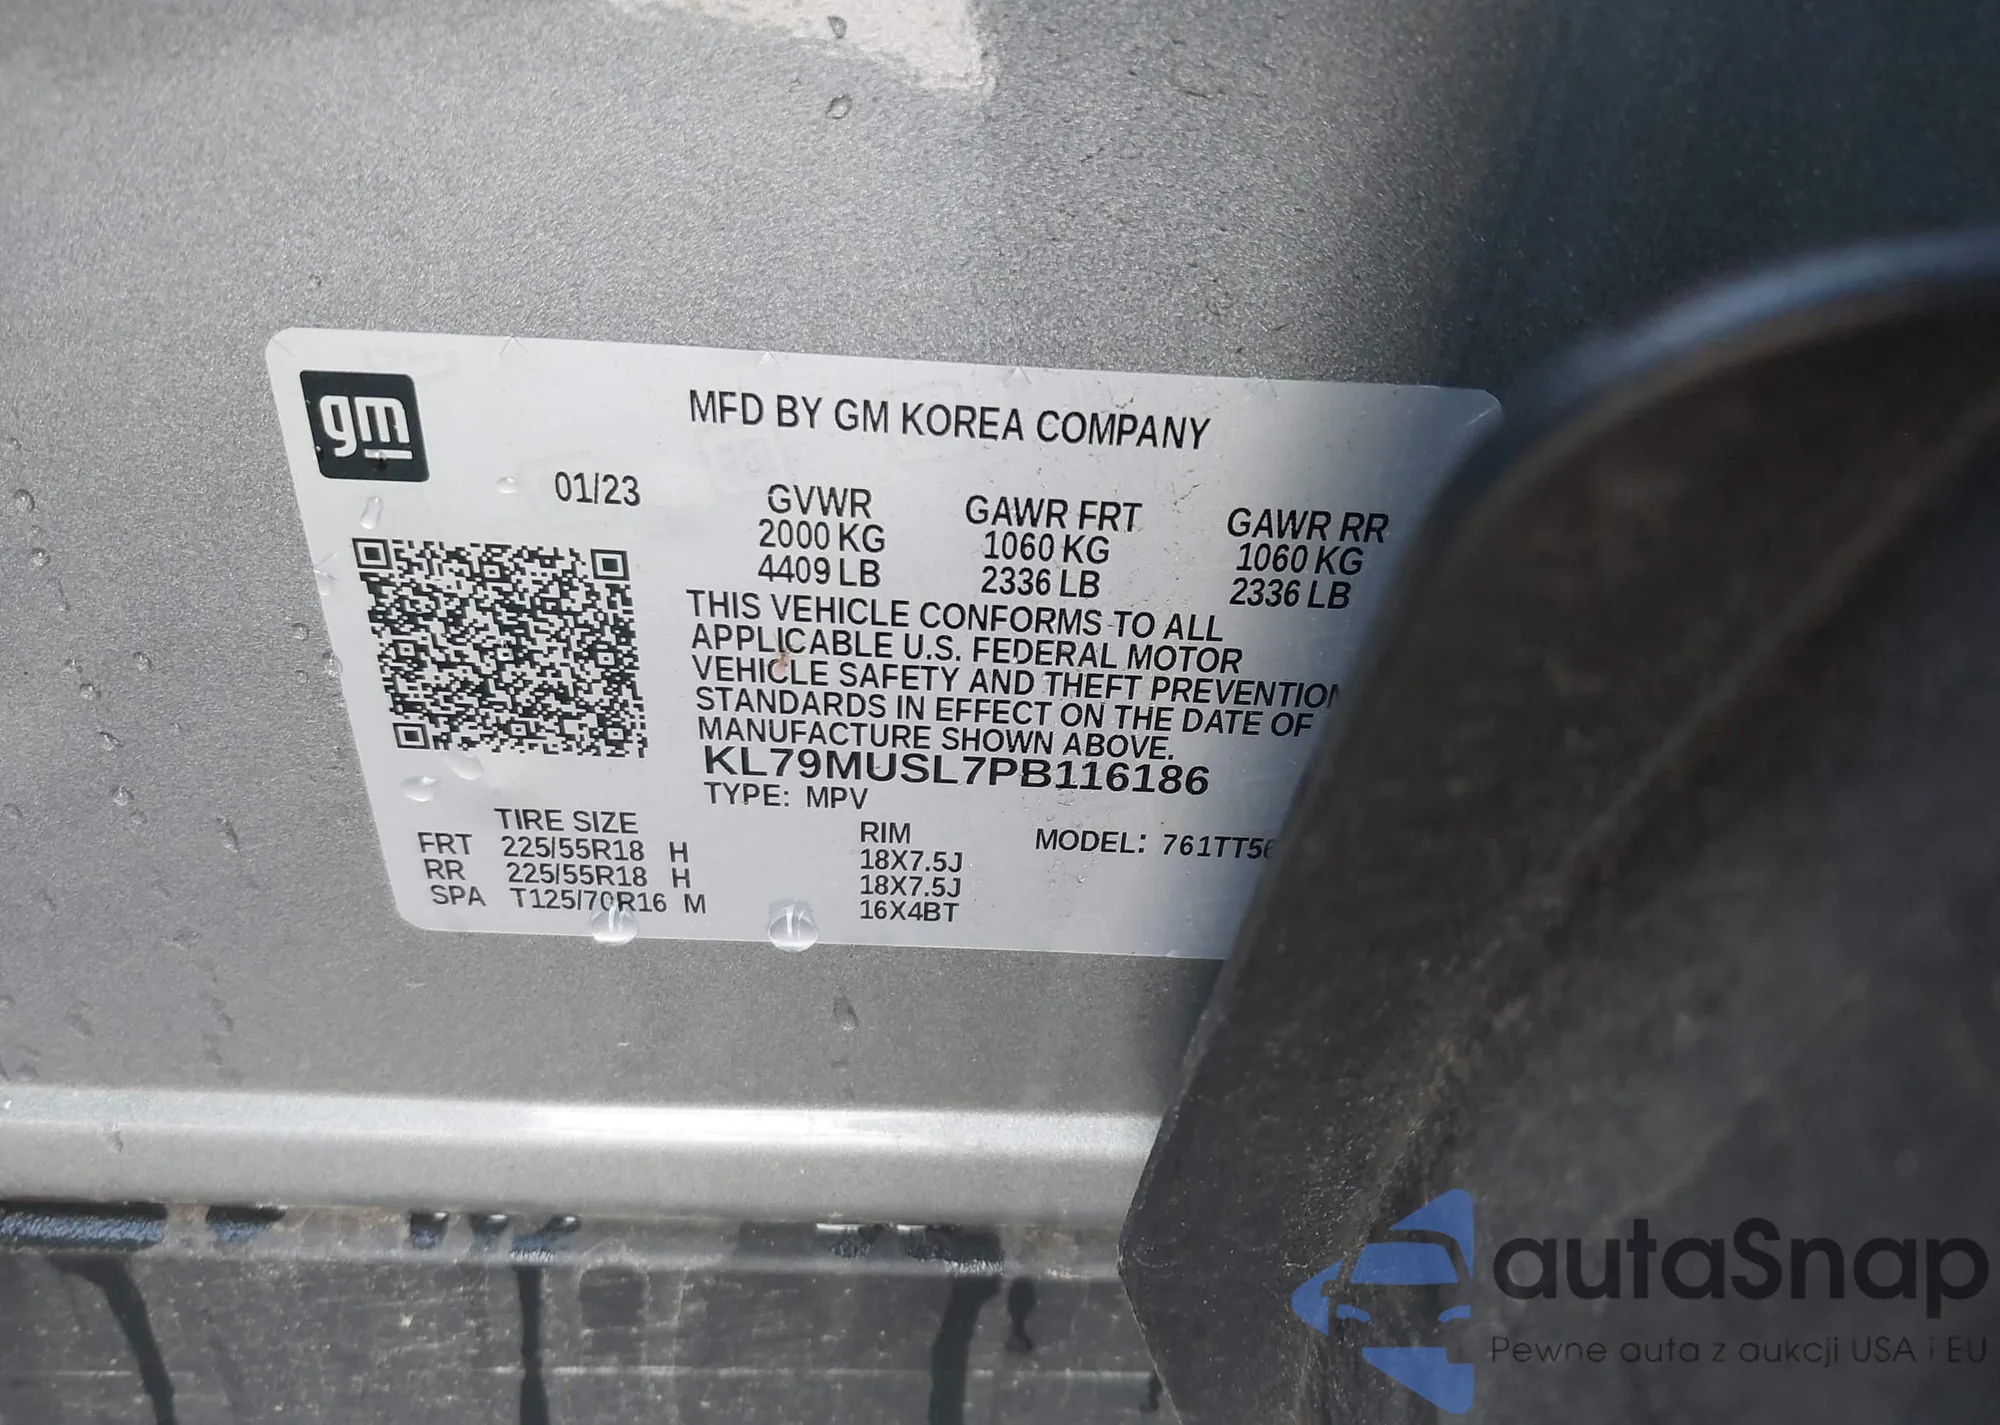 gm
MFD BY GM KOREA COMPANY
01/23
GVWR GAWR FRT GAWR RR
2000 KG 1060 KG 1060 KG
4409 LB 2336 LB 2336 LB
THIS VEHICLE CONFORMS TO ALL
APPLICABLE U.S. FEDERAL MOTOR
VEHICLE SAFETY AND THEFT PREVENTION
STANDARDS IN EFFECT ON THE DATE OF
MANUFACTURE SHOWN ABOVE.
KL79MUSL7PB116186
TYPE: MPV
TIRE SIZE RIM MODEL:
FRT 225/55R18 H 18X7.5J
RR 225/55R18 H 18X7.5J
SPA T125/70R16 M 16X4BT
autaSnap
Pewne auta z aukcji USA i EU